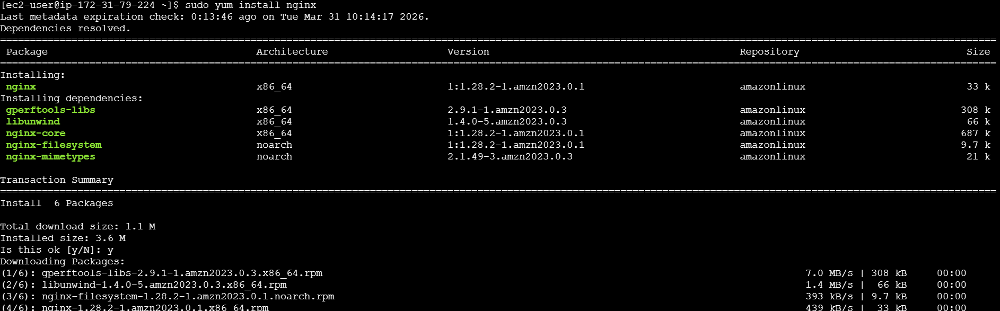 [ec2-user@ip-172-31-79-224 ~]$ sudo yum install nginx
Last metadata expiration check: 0:13:46 ago on Tue Mar 31 10:14:17 2026.
Dependencies resolved.
Package Architecture Version Repository Size
Installing:
nginx x86_64 1:1.28.2-1.amzn2023.0.1 amazonlinux 33 k
Installing dependencies:
gperftools-libs x86_64 2.9.1-1.amzn2023.0.3 amazonlinux 308 k
libunwind x86_64 1.4.0-5.amzn2023.0.3 amazonlinux 66 k
nginx-core x86_64 1:1.28.2-1.amzn2023.0.1 amazonlinux 687 k
nginx-filesystem noarch 1:1.28.2-1.amzn2023.0.1 amazonlinux 9.7 k
nginx-mimetypes noarch 2.1.49-3.amzn2023.0.3 amazonlinux 21 k
Transaction Summary
Install 6 Packages
Total download size: 1.1 M
Installed size: 3.6 M
Is this ok [y/N]: y
Downloading Packages:
(1/6): gperftools-libs-2.9.1-1.amzn2023.0.3.x86_64.rpm 7.0 MB/s | 308 kB 00:00
(2/6): libunwind-1.4.0-5.amzn2023.0.3.x86_64.rpm 1.4 MB/s | 66 kB 00:00
(3/6): nginx-filesystem-1.28.2-1.amzn2023.0.1.noarch.rpm 393 kB/s | 9.7 kB 00:00
(4/6): nginx-1.28.2-1.amzn2023.0.1.x86_64.rpm 439 kB/s | 33 kB 00:00